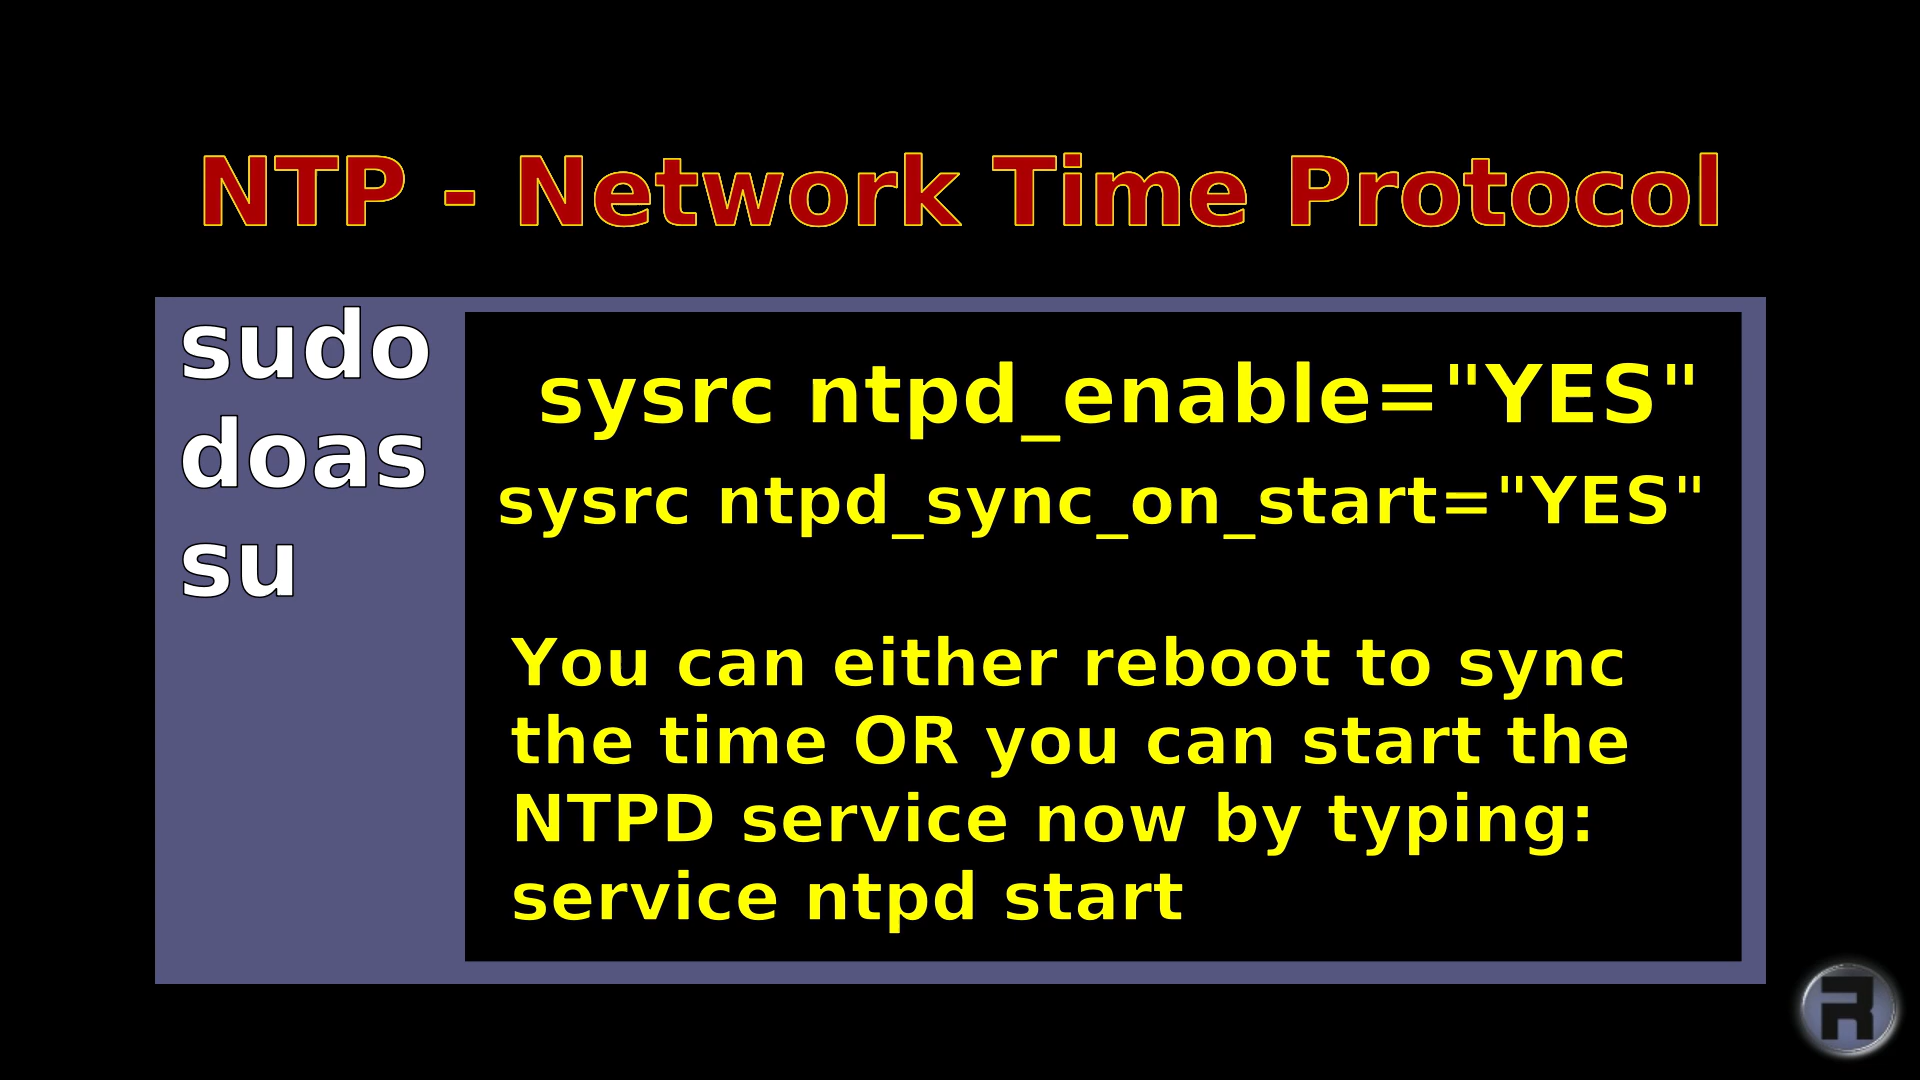 NTP - Network Time Protocol
sudo
doas
su
sysrc ntpd_enable="YES"
sysrc ntpd_sync_on_start="YES"
You can either reboot to sync
the time OR you can start the
NTPD service now by typing:
service ntpd start
R